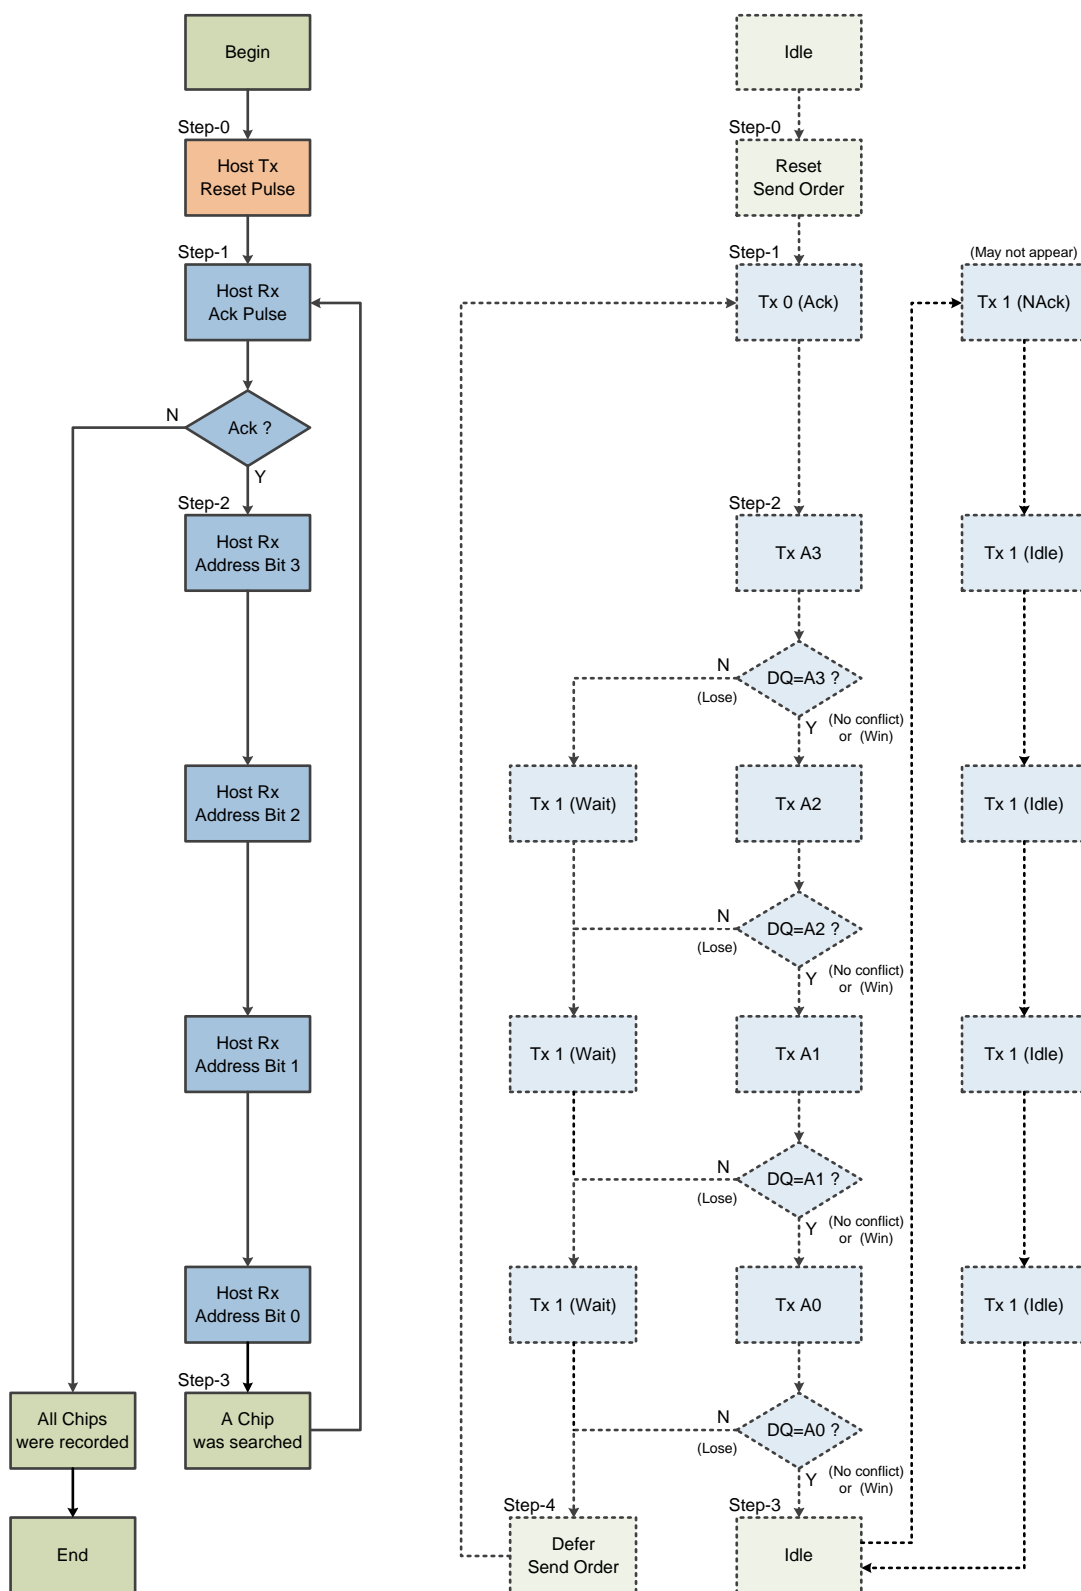 Begin
Step-0
Host Tx
Reset Pulse
Step-1
Host Rx
Ack Pulse
Ack ?
N
Y
Step-2
Host Rx
Address Bit 3
Host Rx
Address Bit 2
Host Rx
Address Bit 1
Host Rx
Address Bit 0
Step-3
A Chip
was searched
All Chips
were recorded
End
Idle
Step-0
Reset
Send Order
Step-1
Tx 0 (Ack)
Step-2
Tx A3
DQ=A3 ?
N
(Lose)
Y
(No conflict)
or (Win)
Tx 1 (Wait)
Tx A2
DQ=A2 ?
N
(Lose)
Y
(No conflict)
or (Win)
Tx 1 (Wait)
Tx A1
DQ=A1 ?
N
(Lose)
Y
(No conflict)
or (Win)
Tx 1 (Wait)
Tx A0
DQ=A0 ?
N
(Lose)
Y
(No conflict)
or (Win)
Step-4
Defer
Send Order
Step-3
Idle
(May not appear)
Tx 1 (NAck)
Tx 1 (Idle)
Tx 1 (Idle)
Tx 1 (Idle)
Tx 1 (Idle)